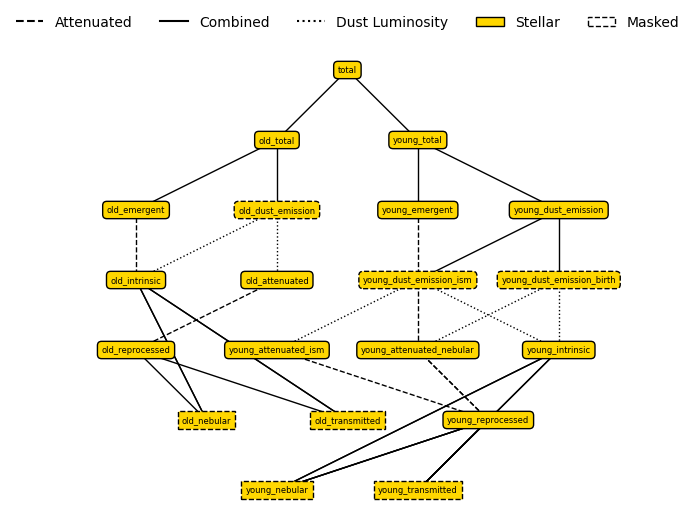 Attenuated Combined Dust Luminosity Stellar Masked
total
old_total young_total
old_emergent old_dust_emission young_emergent young_dust_emission
old_intrinsic old_attenuated young_dust_emission_ism young_dust_emission_birth
old_reprocessed young_attenuated_ism young_attenuated_nebular young_intrinsic
old_nebular old_transmitted young_reprocessed
young_nebular young_transmitted